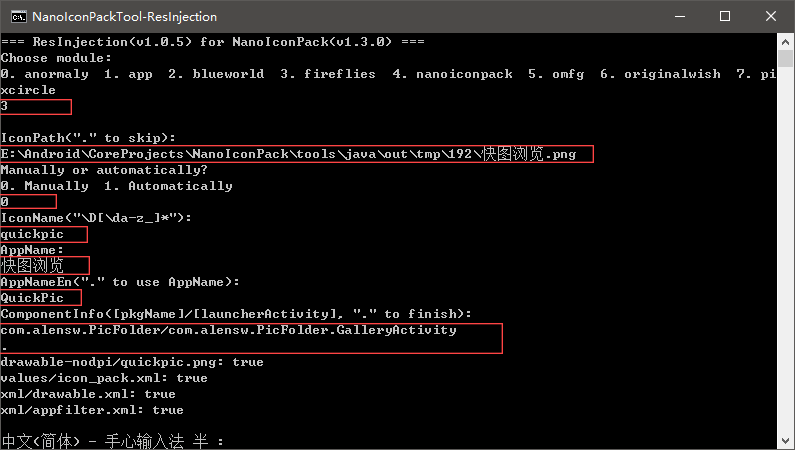 NanoIconPackTool-ResInjection
=== ResInjection(v1.0.5) for NanoIconPack(v1.3.0) ===
Choose module:
0. anormaly  1. app  2. blueworld  3. fireflies  4. nanoiconpack  5. omfg  6. originalwish  7. pi
xcircle
3
IconPath("." to skip):
E:\Android\CoreProjects\NanoIconPack\tools\java\out\tmp\192\快图浏览.png
Manually or automatically?
0. Manually  1. Automatically
0
IconName("\D[\da-z_]*"):
quickpic
AppName:
快图浏览
AppNameEn("." to use AppName):
QuickPic
ComponentInfo([pkgName]/[launcherActivity], "." to finish):
com.alensw.PicFolder/com.alensw.PicFolder.GalleryActivity
.
drawable-nodpi/quickpic.png: true
values/icon_pack.xml: true
xml/drawable.xml: true
xml/appfilter.xml: true
中文(简体) - 手心输入法 半 :